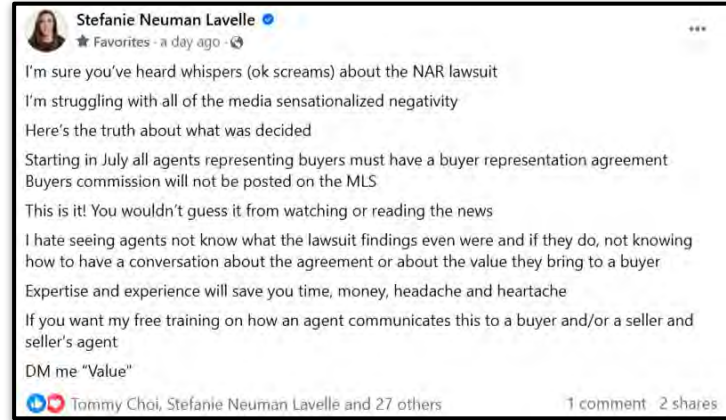 Stefanie Neuman Lavelle
Favorites · a day ago ·
I'm sure you've heard whispers (ok screams) about the NAR lawsuit
I'm struggling with all of the media sensationalized negativity
Here's the truth about what was decided
Starting in July all agents representing buyers must have a buyer representation agreement
Buyers commission will not be posted on the MLS
This is it! You wouldn't guess it from watching or reading the news
I hate seeing agents not know what the lawsuit findings even were and if they do, not knowing
how to have a conversation about the agreement or about the value they bring to a buyer
Expertise and experience will save you time, money, headache and heartache
If you want my free training on how an agent communicates this to a buyer and/or a seller and
seller's agent
DM me "Value"
Tommy Choi, Stefanie Neuman Lavelle and 27 others 1 comment 2 shares